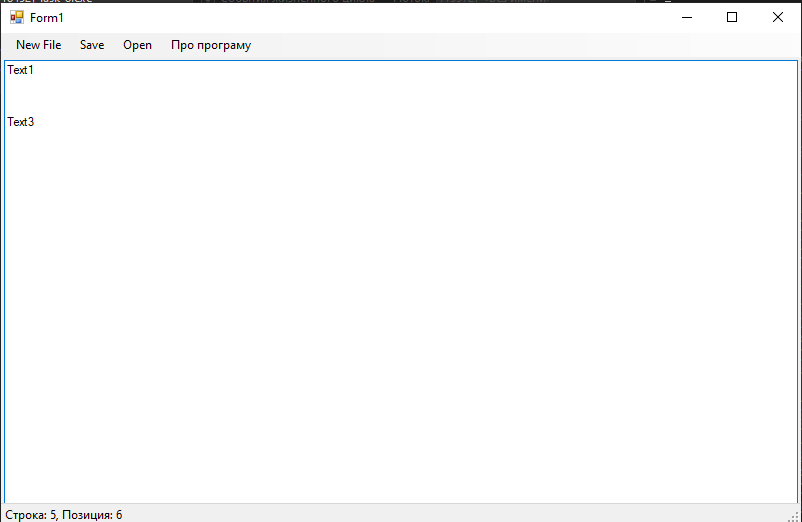 Form1
New File Save Open Про програму
Text1
Text3
Строка: 5, Позиция: 6